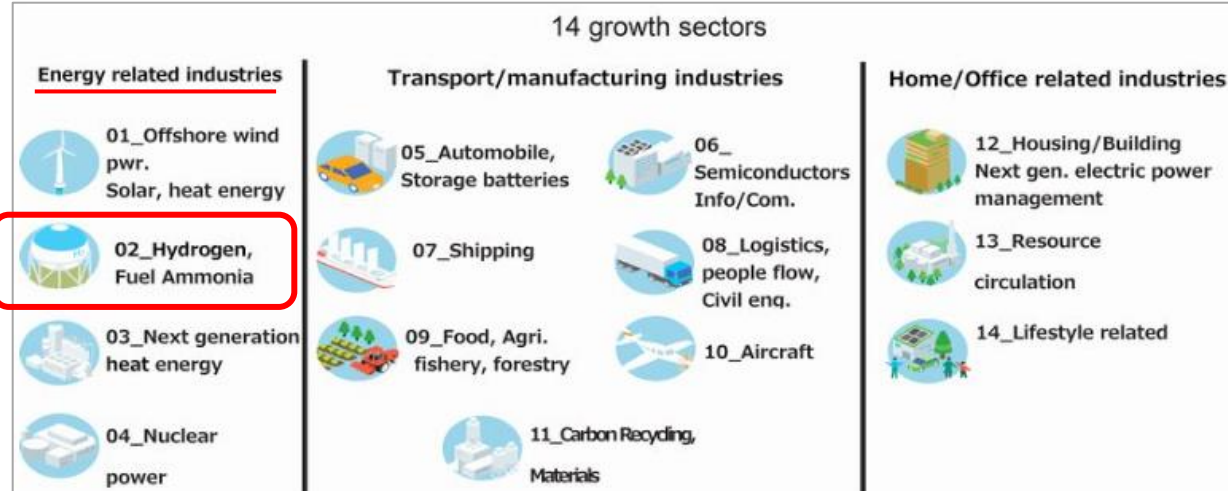 14 growth sectors
Energy related industries
01_Offshore wind
pwr.
Solar, heat energy
02_Hydrogen,
Fuel Ammonia
03_Next generation
heat energy
04_Nuclear
power
Transport/manufacturing industries
05_Automobile,
Storage batteries
06_
Semiconductors
Info/Com.
07_Shipping
08_Logistics,
people flow,
Civil eng.
09_Food, Agri.
fishery, forestry
10_Aircraft
11_Carbon Recycling,
Materials
Home/Office related industries
12_Housing/Building
Next gen. electric power
management
13_Resource
circulation
14_Lifestyle related